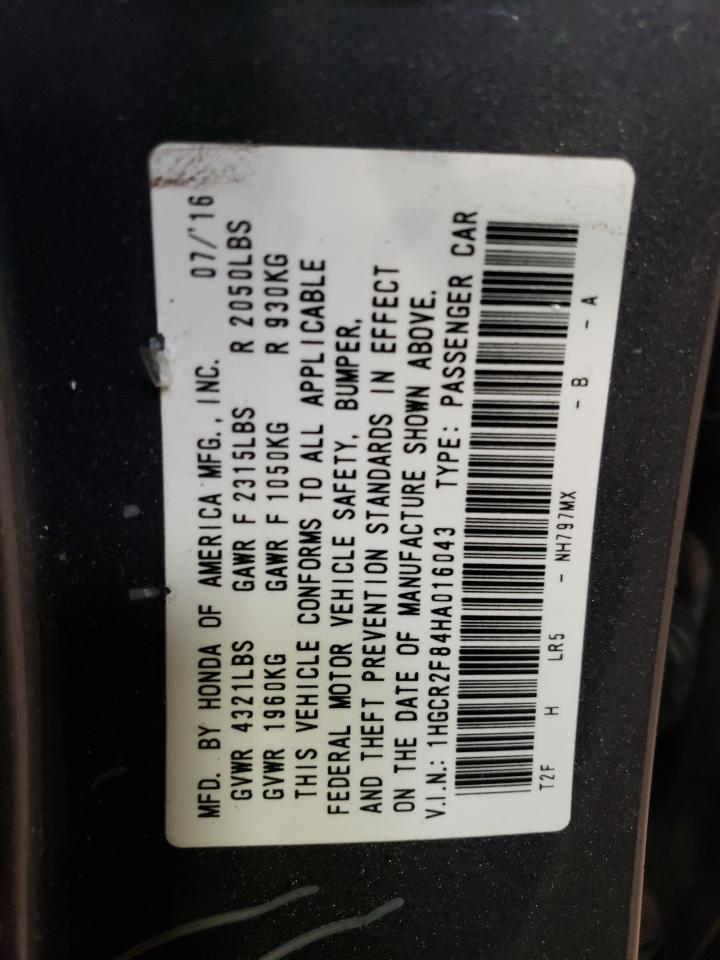 MFD. BY HONDA OF AMERICA MFG., INC. 07/'16
GVWR 4321LBS GAWR F 2315LBS R 2050LBS
GVWR 1960KG GAWR F 1050KG R 930KG
THIS VEHICLE CONFORMS TO ALL APPLICABLE
FEDERAL MOTOR VEHICLE SAFETY, BUMPER,
AND THEFT PREVENTION STANDARDS IN EFFECT
ON THE DATE OF MANUFACTURE SHOWN ABOVE.
V.I.N.: 1HGCR2F84HA016043 TYPE: PASSENGER CAR
T2F H LR5 - NH797MX - B - A